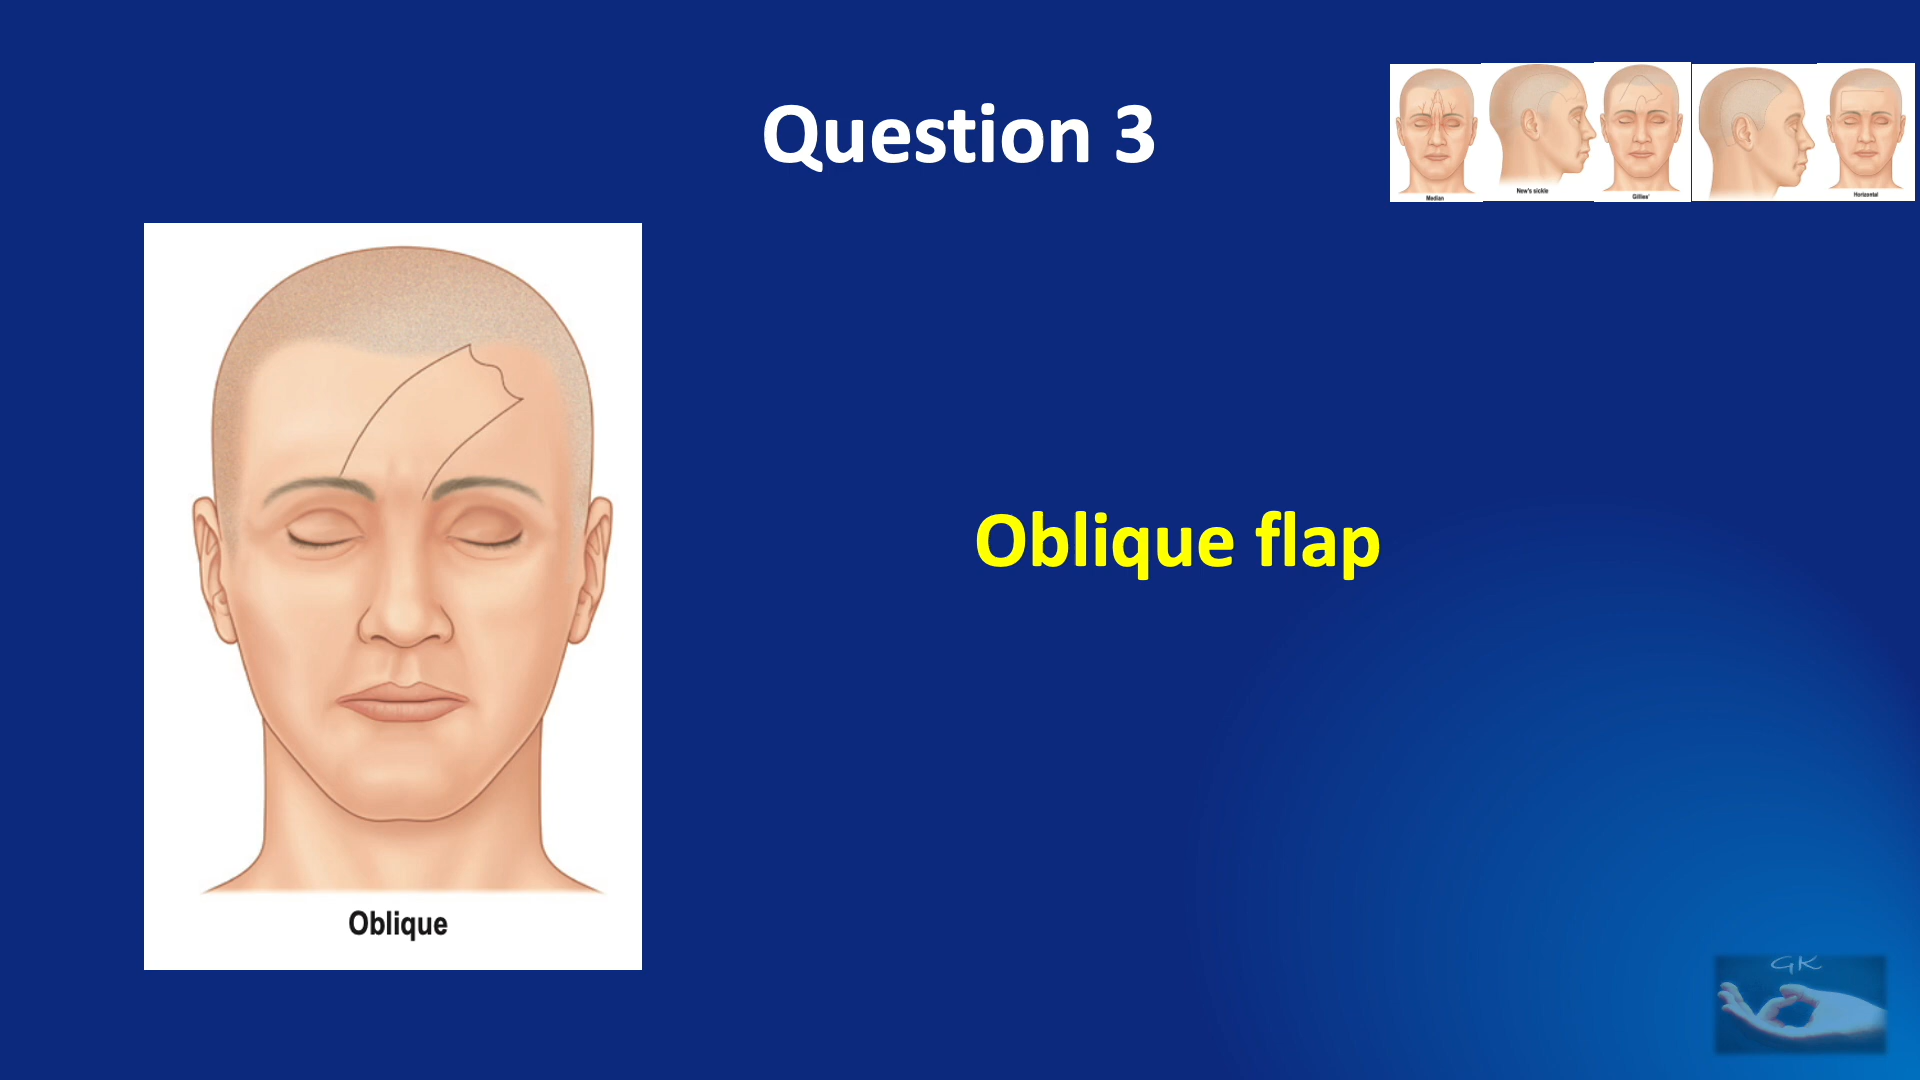 Question 3
Median
New's sickle
Gillies'
Horizontal
Oblique flap
Oblique
GK